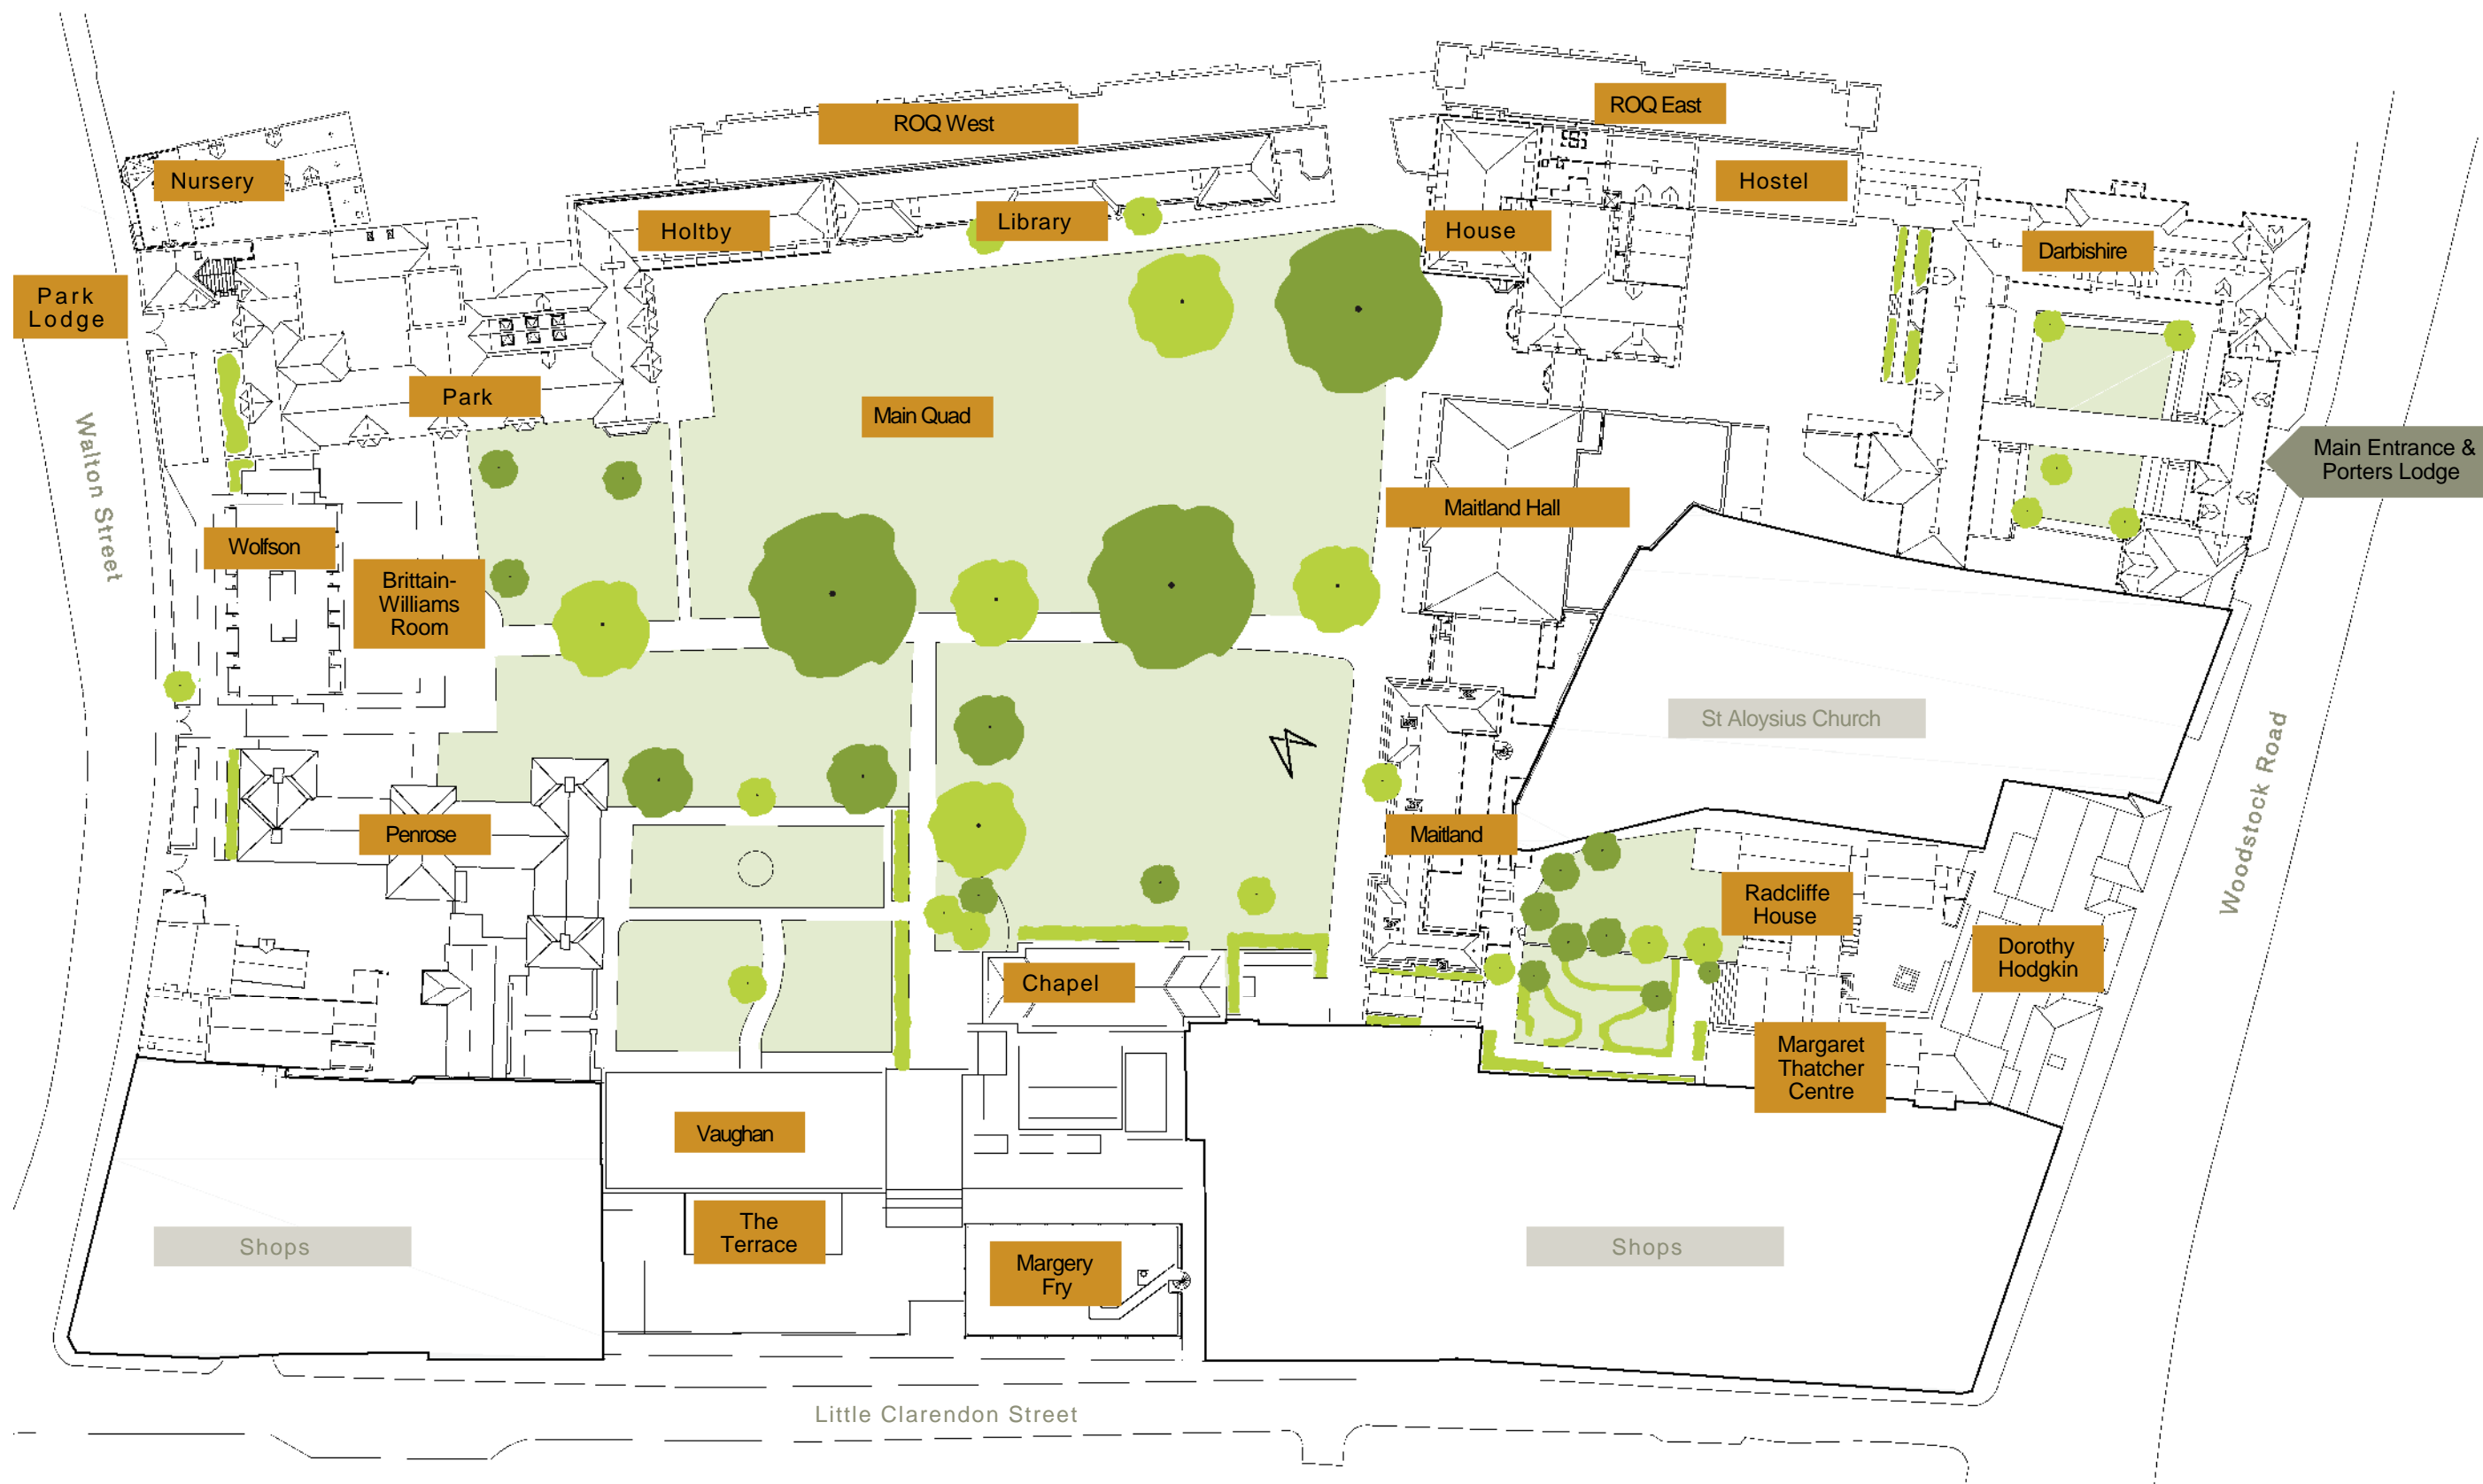 ROQ East
ROQ West
Nursery
Hostel
Library
Holtby
House
Darbishire
Park
Lodge
Park
Main Quad
Main Entrance &
Porters Lodge
Walton Street
Maitland Hall
Wolfson
Brittain-
Williams
Room
St Aloysius Church
Woodstock Road
Penrose
Maitland
Radcliffe
House
Dorothy
Hodgkin
Chapel
Margaret
Thatcher
Centre
Vaughan
The
Terrace
Shops
Shops
Margery
Fry
Little Clarendon Street